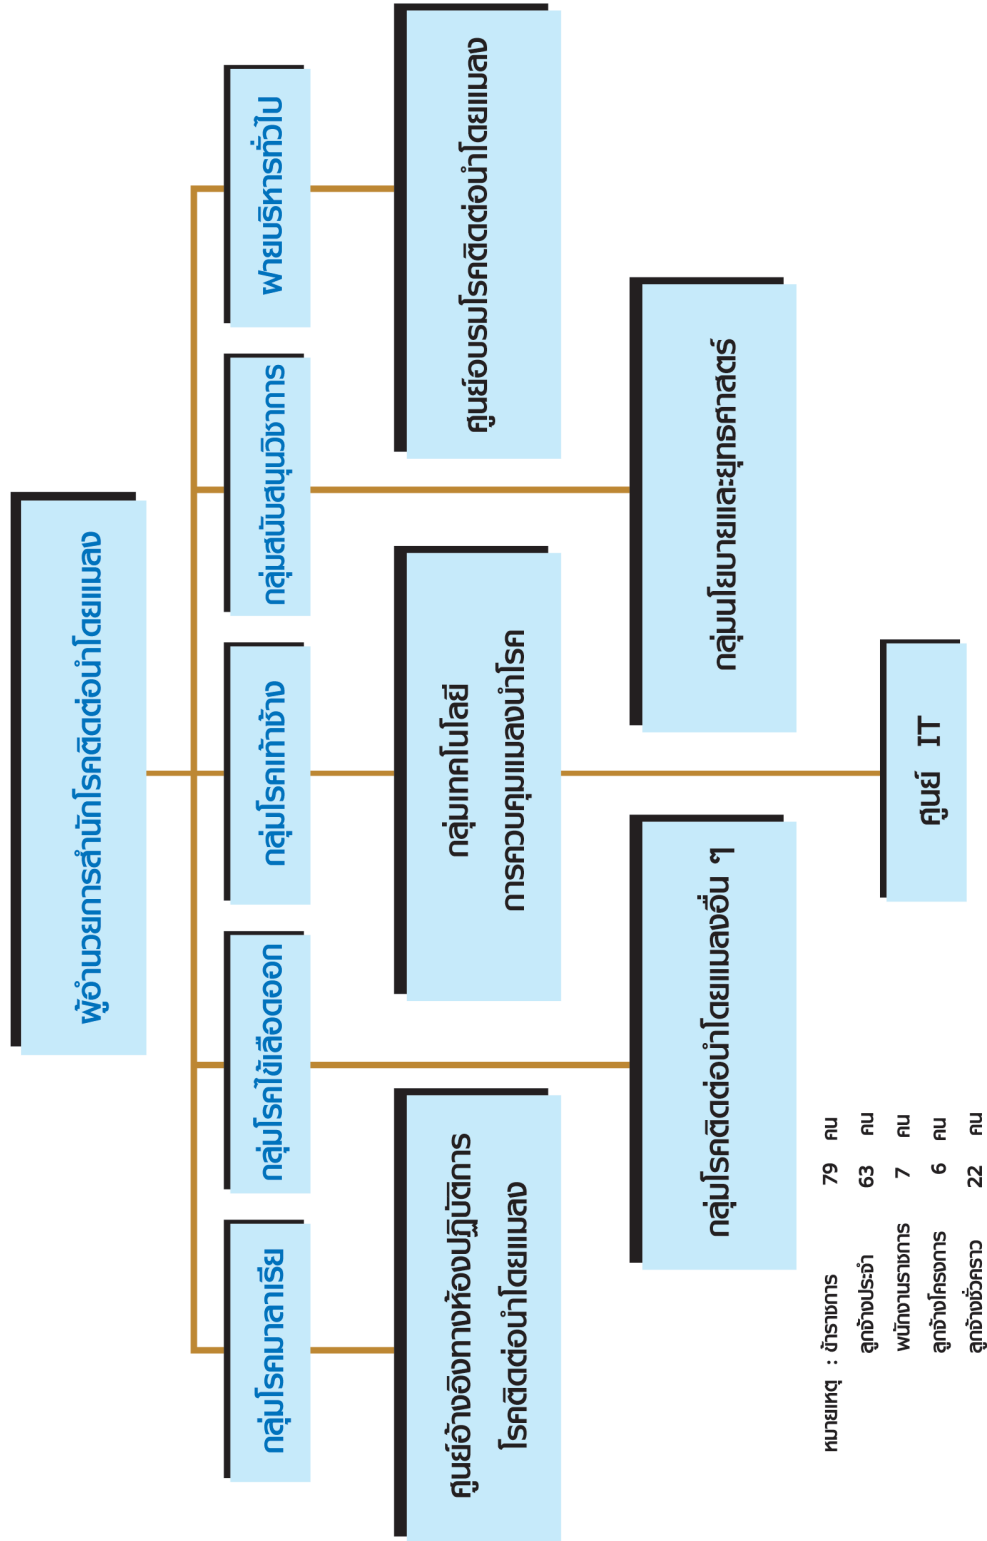 ผู้อำนวยการสำนักโรคติดต่อนำโดยแมลง
กลุ่มโรคมาลาเรีย
กลุ่มโรคไข้เลือดออก
กลุ่มโรคเท้าช้าง
กลุ่มสนับสนุนวิชาการ
ฝ่ายบริหารทั่วไป
ศูนย์อ้างอิงทางห้องปฏิบัติการ
โรคติดต่อนำโดยแมลง
กลุ่มเทคโนโลยี
การควบคุมแมลงนำโรค
ศูนย์อบรมโรคติดต่อนำโดยแมลง
กลุ่มโรคติดต่อนำโดยแมลงอื่น ๆ
กลุ่มนโยบายและยุทธศาสตร์
ศูนย์ IT
หมายเหตุ : ข้าราชการ 79 คน
ลูกจ้างประจำ 63 คน
พนักงานราชการ 7 คน
ลูกจ้างโครงการ 6 คน
ลูกจ้างชั่วคราว 22 คน